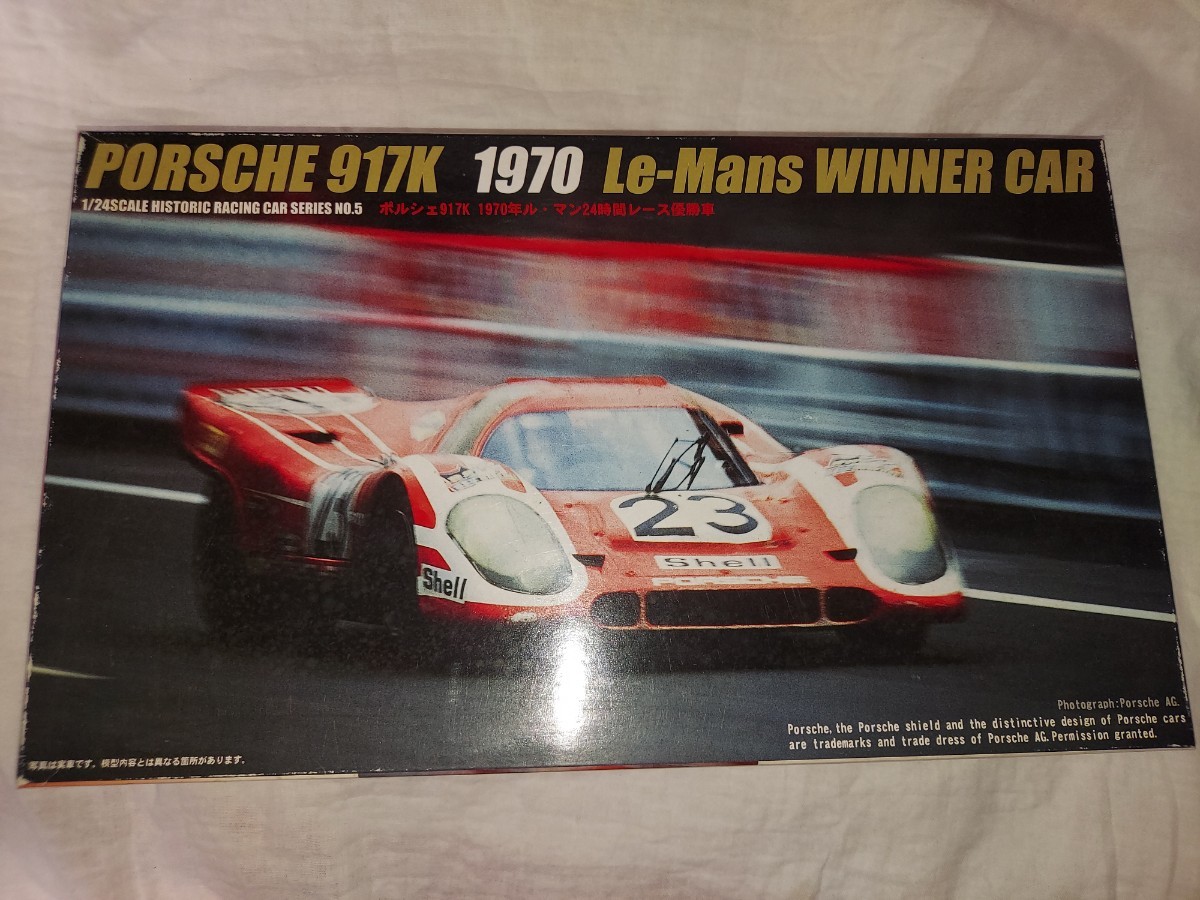 PORSCHE 917K 1970 Le-Mans WINNER CAR
1/24SCALE HISTORIC RACING CAR SERIES NO.5 ポルシェ917K 1970年ル・マン24時間レース優勝車
23
Shell
PORSCHE
Shell
Photograph:Porsche AG.
Porsche, the Porsche shield and the distinctive design of Porsche cars
are trademarks and trade dress of Porsche AG. Permission granted.
写真は実車です。模型内容とは異なる箇所があります。